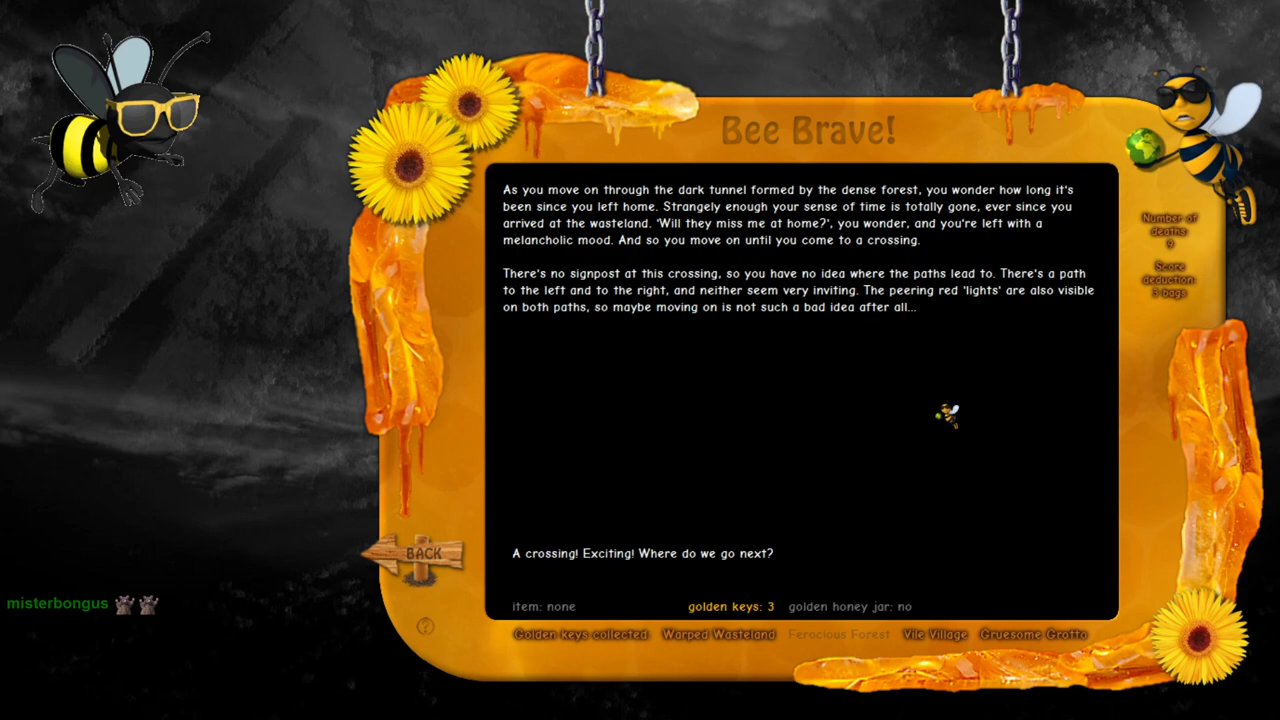 Bee Brave!
As you move on through the dark tunnel formed by the dense forest, you wonder how long it's
been since you left home. Strangely enough your sense of time is totally gone, ever since you
arrived at the wasteland. 'Will they miss me at home?', you wonder, and you're left with a
melancholic mood. And so you move on until you come to a crossing.
There's no signpost at this crossing, so you have no idea where the paths lead to. There's a path
to the left and to the right, and neither seem very inviting. The peering red 'lights' are also visible
on both paths, so maybe moving on is not such a bad idea after all...
Number of
deaths:
9
Score
deduction:
3 bags
A crossing! Exciting! Where do we go next?
BACK
misterbongus
item: none golden keys: 3 golden honey jar: no
?
Golden keys collected Warped Wasteland Ferocious Forest Vile Village Gruesome Grotto